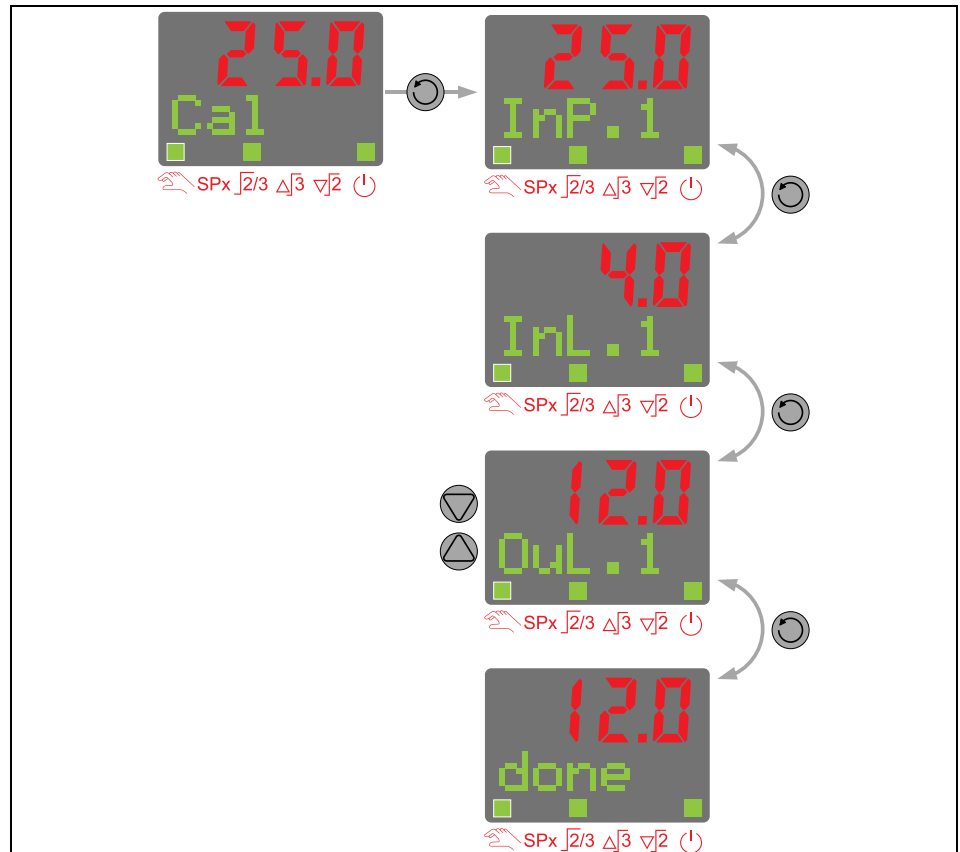 25.0 25.0
Cal InP.1
SPx 2/3 3 2 SPx 2/3 3 2
4.0
InL.1
SPx 2/3 3 2
12.0
OuL.1
SPx 2/3 3 2
12.0
done
SPx 2/3 3 2